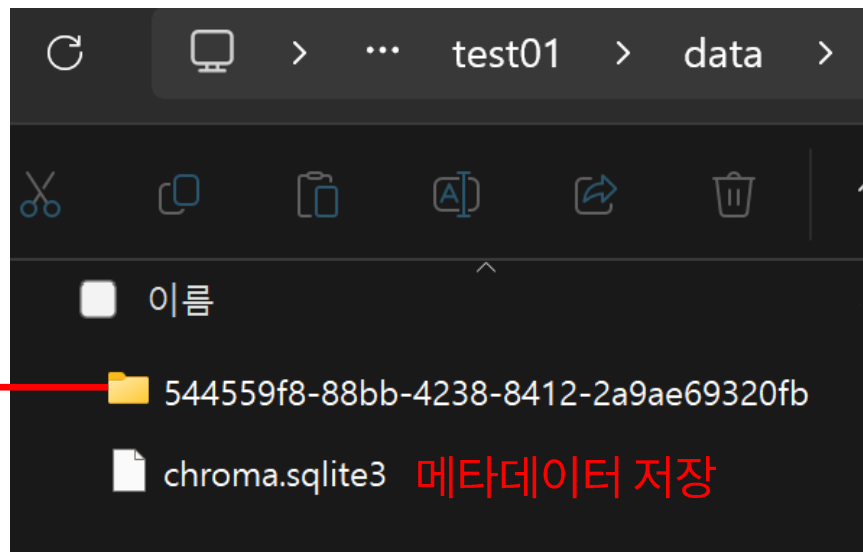 > ··· test01 > data >
이름
544559f8-88bb-4238-8412-2a9ae69320fb
chroma.sqlite3 메타데이터 저장